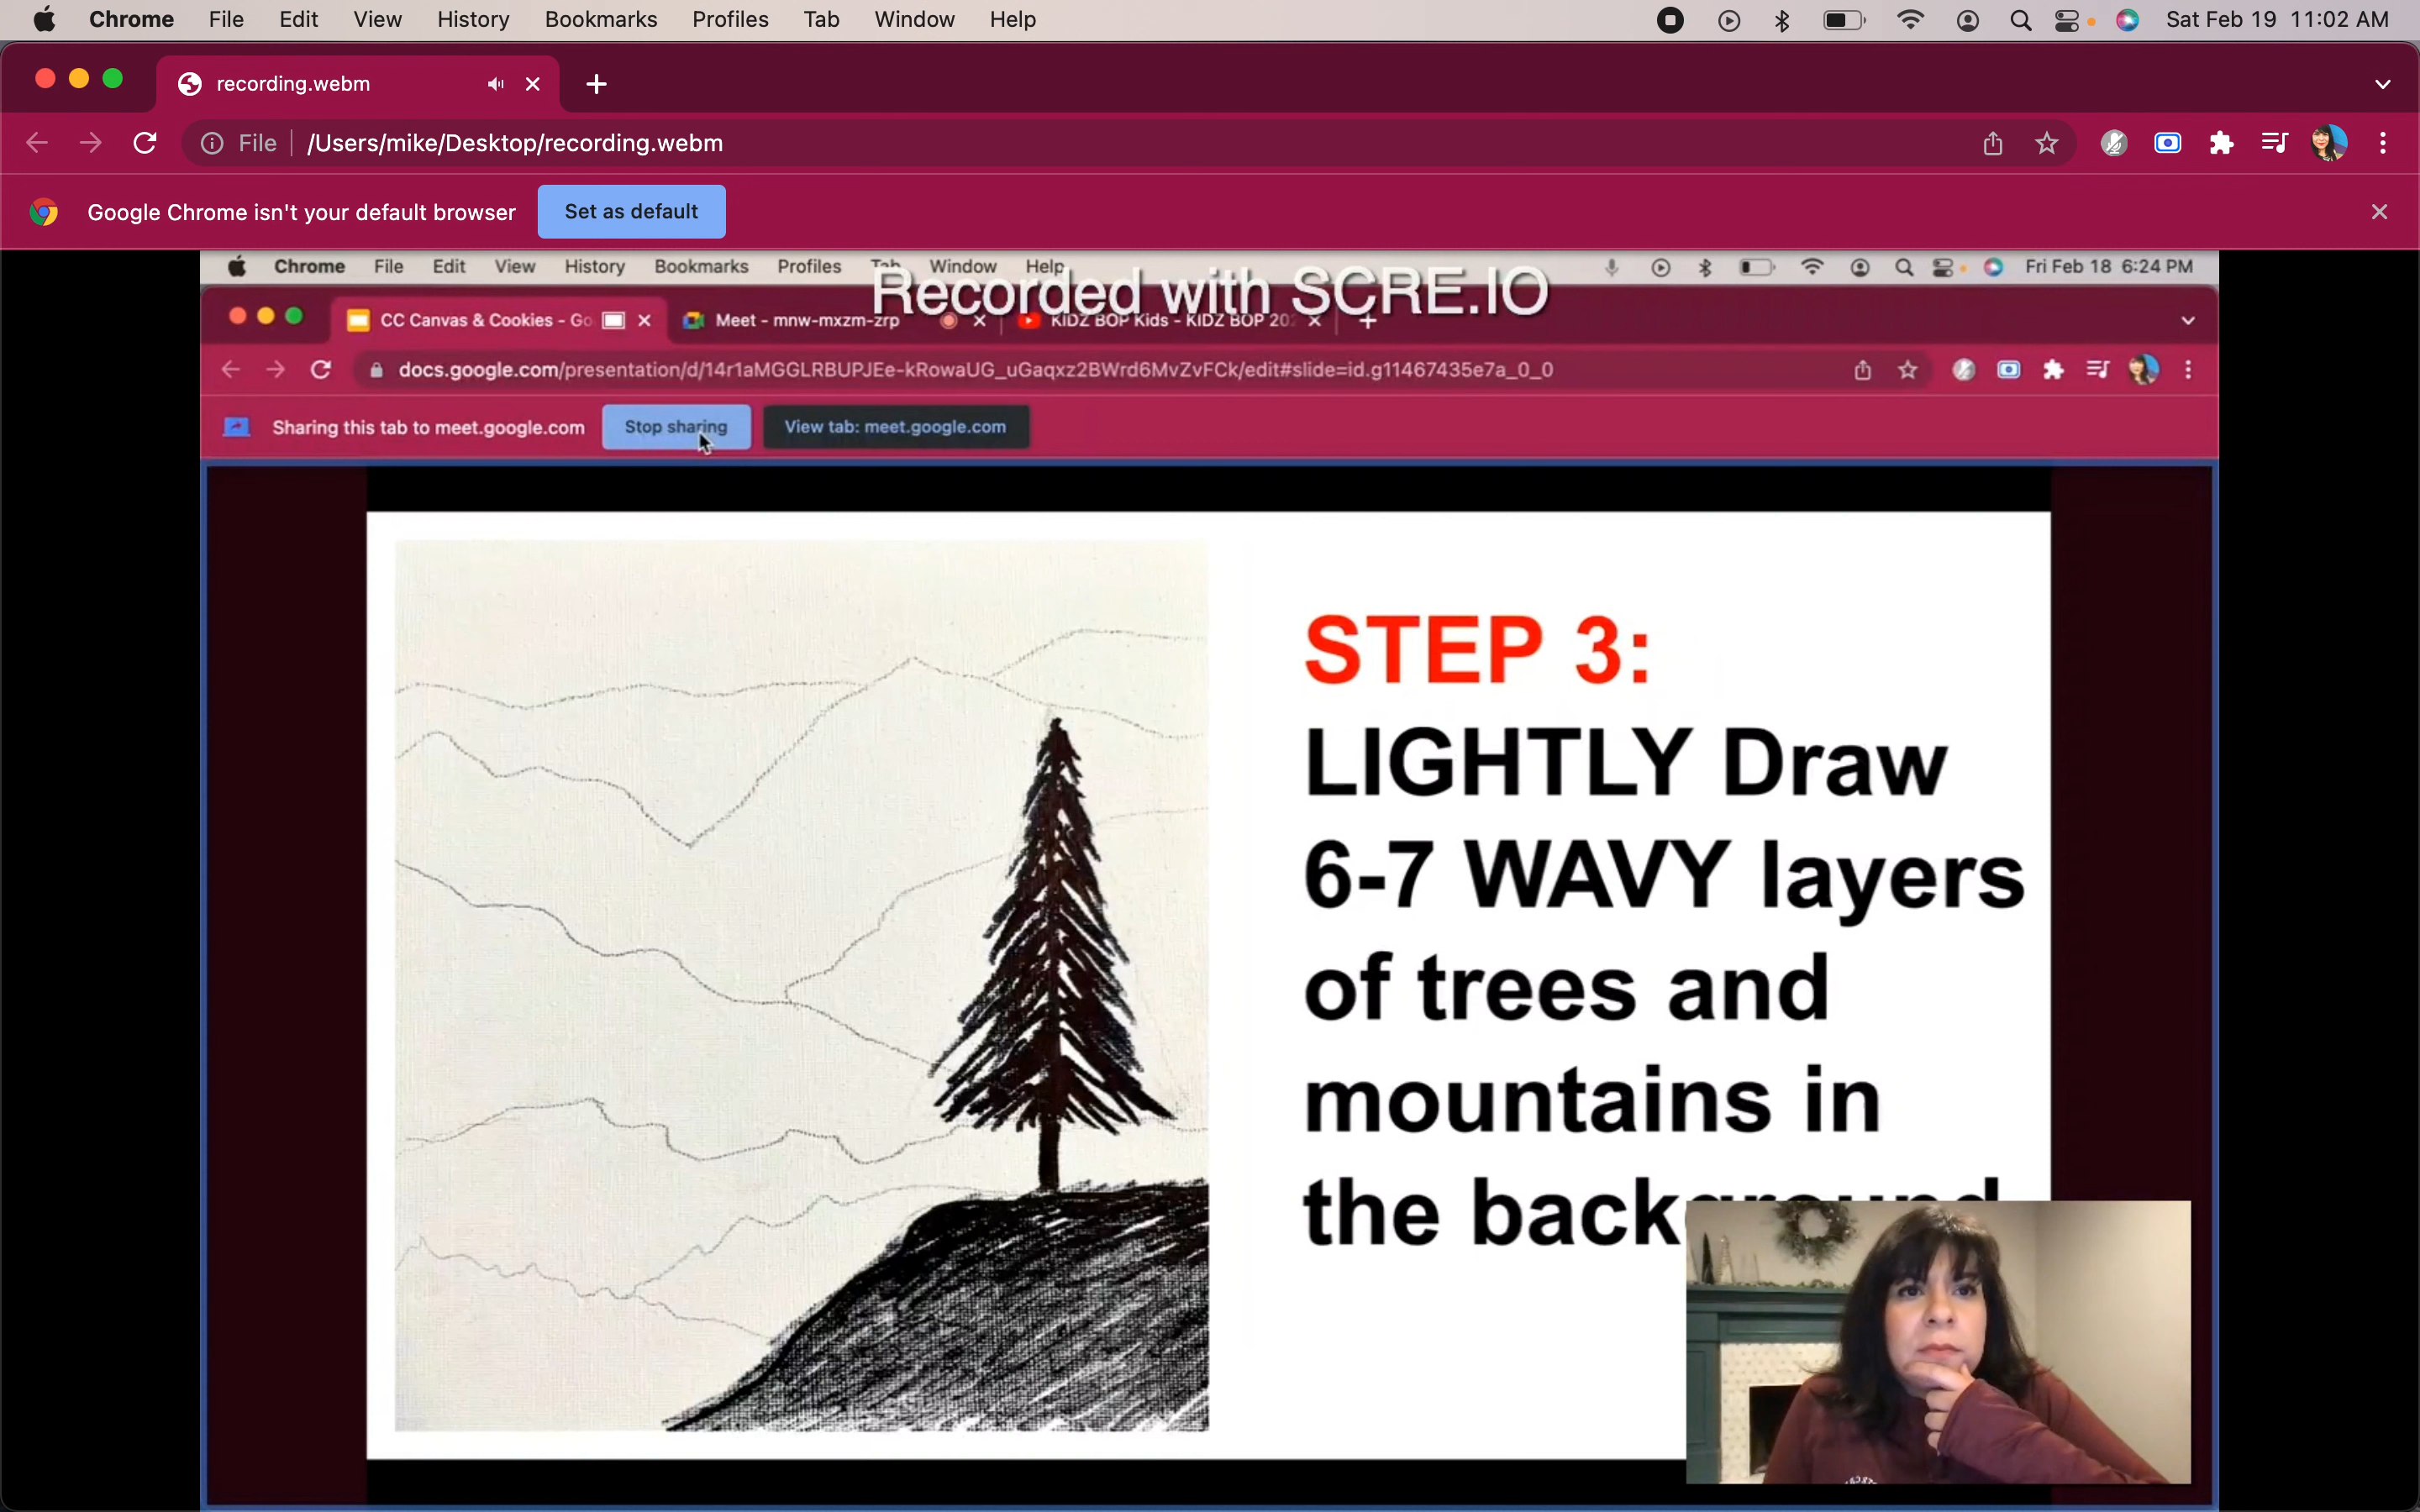 Chrome File Edit View History Bookmarks Profiles Tab Window Help Sat Feb 19 11:02 AM
recording.webm
File /Users/mike/Desktop/recording.webm
Google Chrome isn't your default browser Set as default
Chrome File Edit View History Bookmarks Profiles Tab Window Help Fri Feb 18 6:24 PM
Recorded with SCRE.IO
CC Canvas & Cookies - Go Meet - mnw-mxzm-zrp KIDZ BOP Kids - KIDZ BOP 20
docs.google.com/presentation/d/14r1aMGGLRBUPJEe-kRowaUG_uGaqxz2BWrd6MvZvFCk/edit#slide=id.g11467435e7a_0_0
Sharing this tab to meet.google.com Stop sharing View tab: meet.google.com
STEP 3:
LIGHTLY Draw
6-7 WAVY layers
of trees and
mountains in
the background